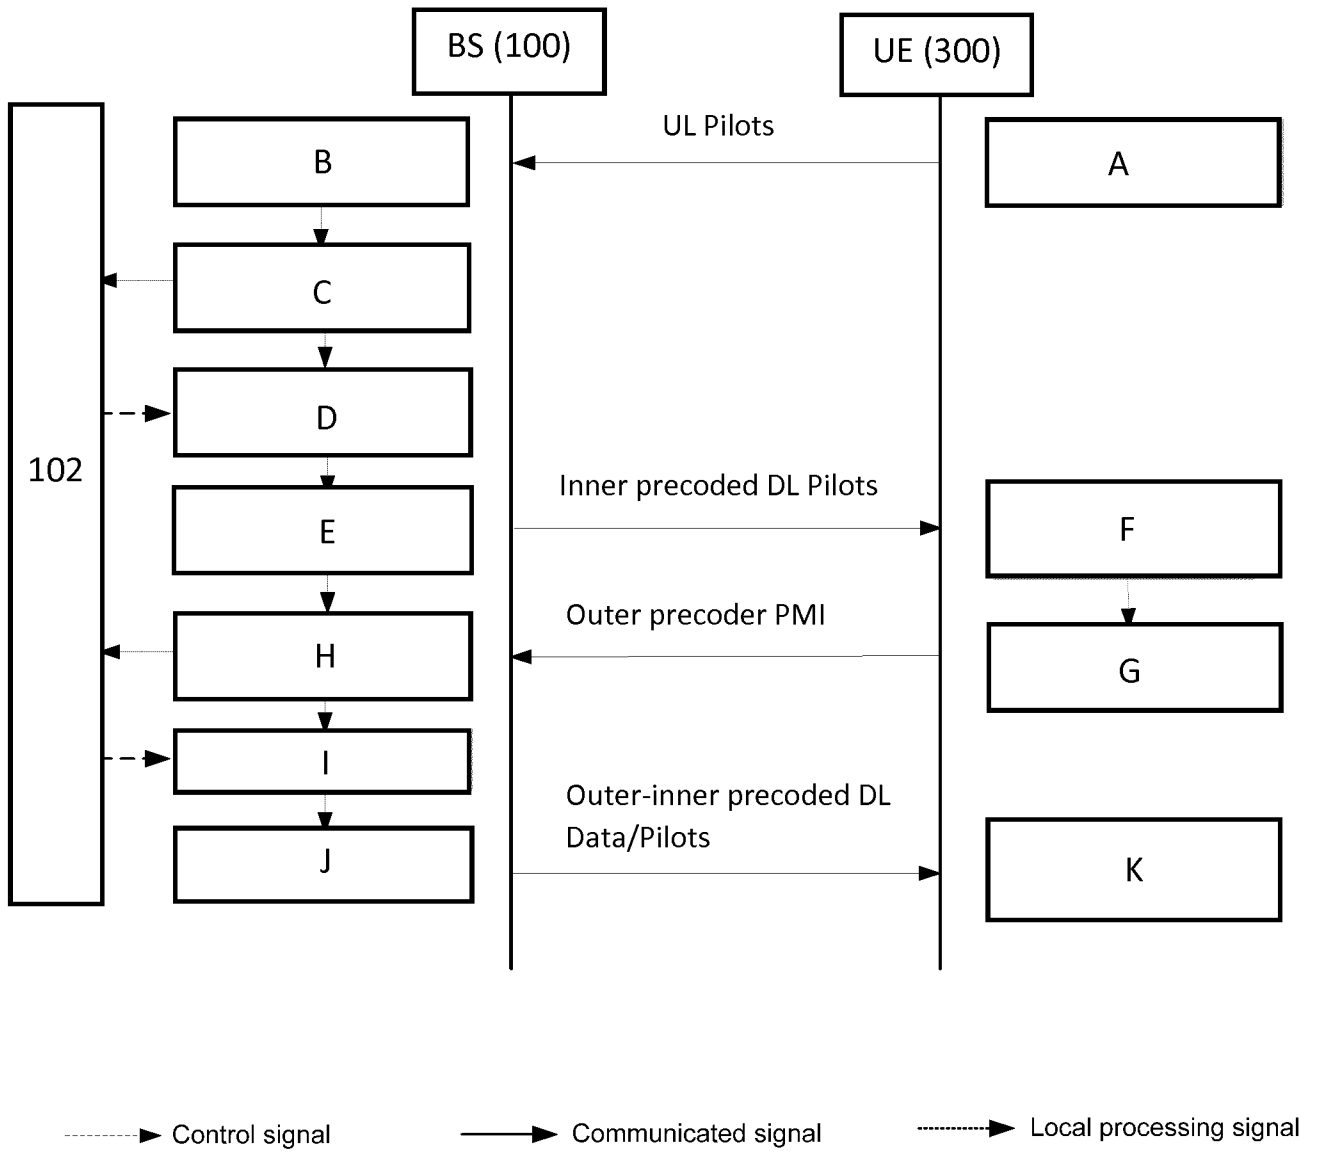 BS (100)
UE (300)
UL Pilots
B
A
C
D
102
Inner precoded DL Pilots
E
F
Outer precoder PMI
H
G
I
Outer-inner precoded DL
Data/Pilots
J
K
Control signal
Communicated signal
Local processing signal